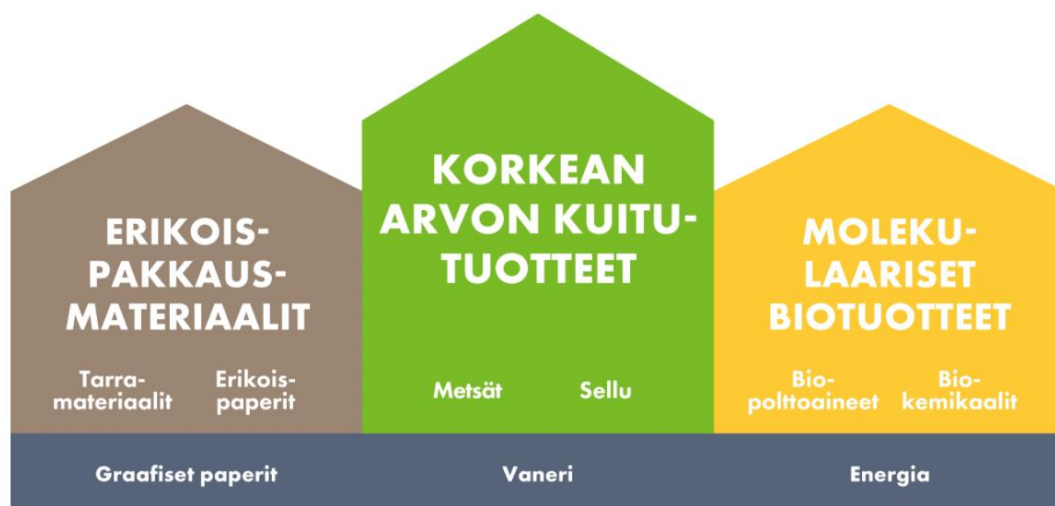 ERIKOIS-
PAKKAUS-
MATERIAALIT
Tarra-
materiaalit
Erikois-
paperit
KORKEAN
ARVON KUITU-
TUOTTEET
Metsät
Sellu
MOLEKU-
LAARISET
BIOTUOTTEET
Bio-
polttoaineet
Bio-
kemikaalit
Graafiset paperit
Vaneri
Energia